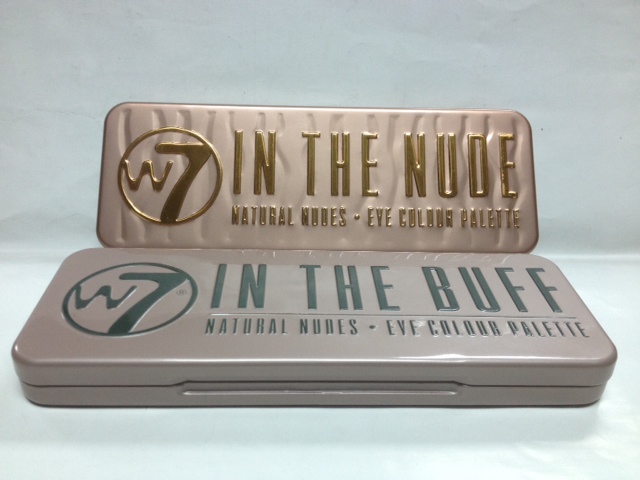 W7
IN THE NUDE
NATURAL NUDES • EYE COLOUR PALETTE
W7®
IN THE BUFF
NATURAL NUDES • EYE COLOUR PALETTE